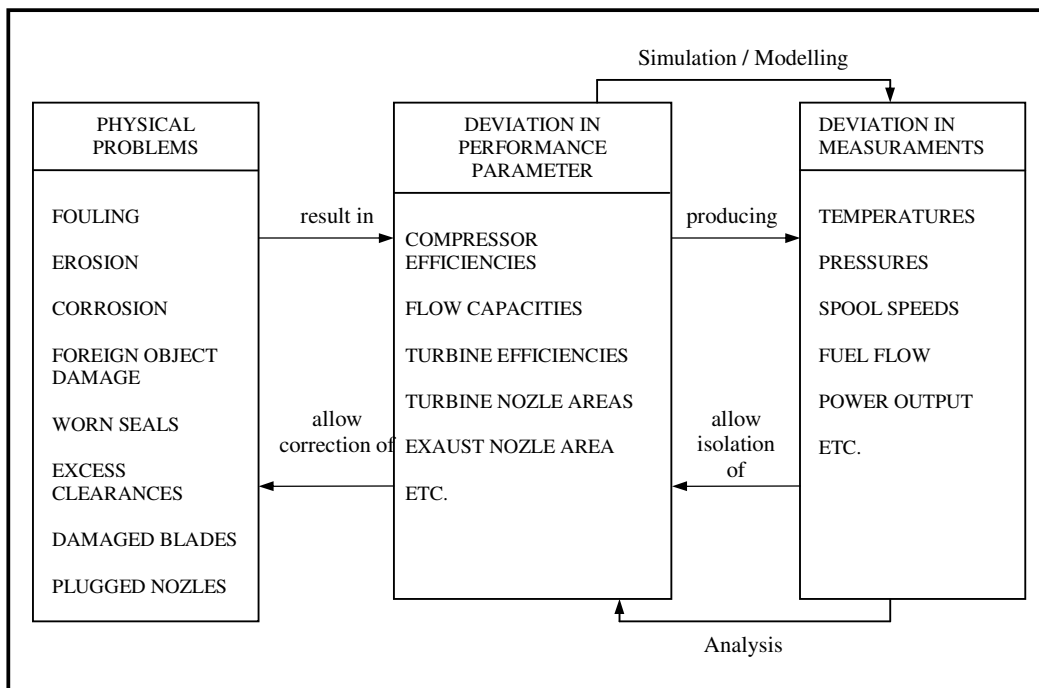 Simulation / Modelling
PHYSICAL
PROBLEMS
FOULING
EROSION
CORROSION
FOREIGN OBJECT
DAMAGE
WORN SEALS
EXCESS
CLEARANCES
DAMAGED BLADES
PLUGGED NOZLES
result in
allow
correction of
DEVIATION IN
PERFORMANCE
PARAMETER
COMPRESSOR
EFFICIENCIES
FLOW CAPACITIES
TURBINE EFFICIENCIES
TURBINE NOZLE AREAS
EXAUST NOZLE AREA
ETC.
producing
allow
isolation
of
DEVIATION IN
MEASURAMENTS
TEMPERATURES
PRESSURES
SPOOL SPEEDS
FUEL FLOW
POWER OUTPUT
ETC.
Analysis